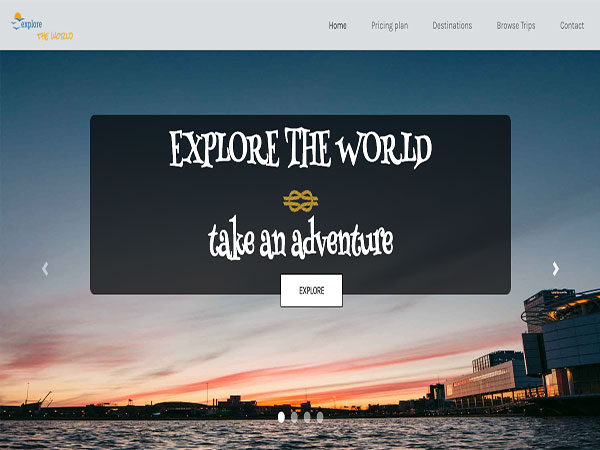 explore
THE WORLD
Home
Pricing plan
Destinations
Browse Trips
Contact
EXPLORE THE WORLD
take an adventure
EXPLORE